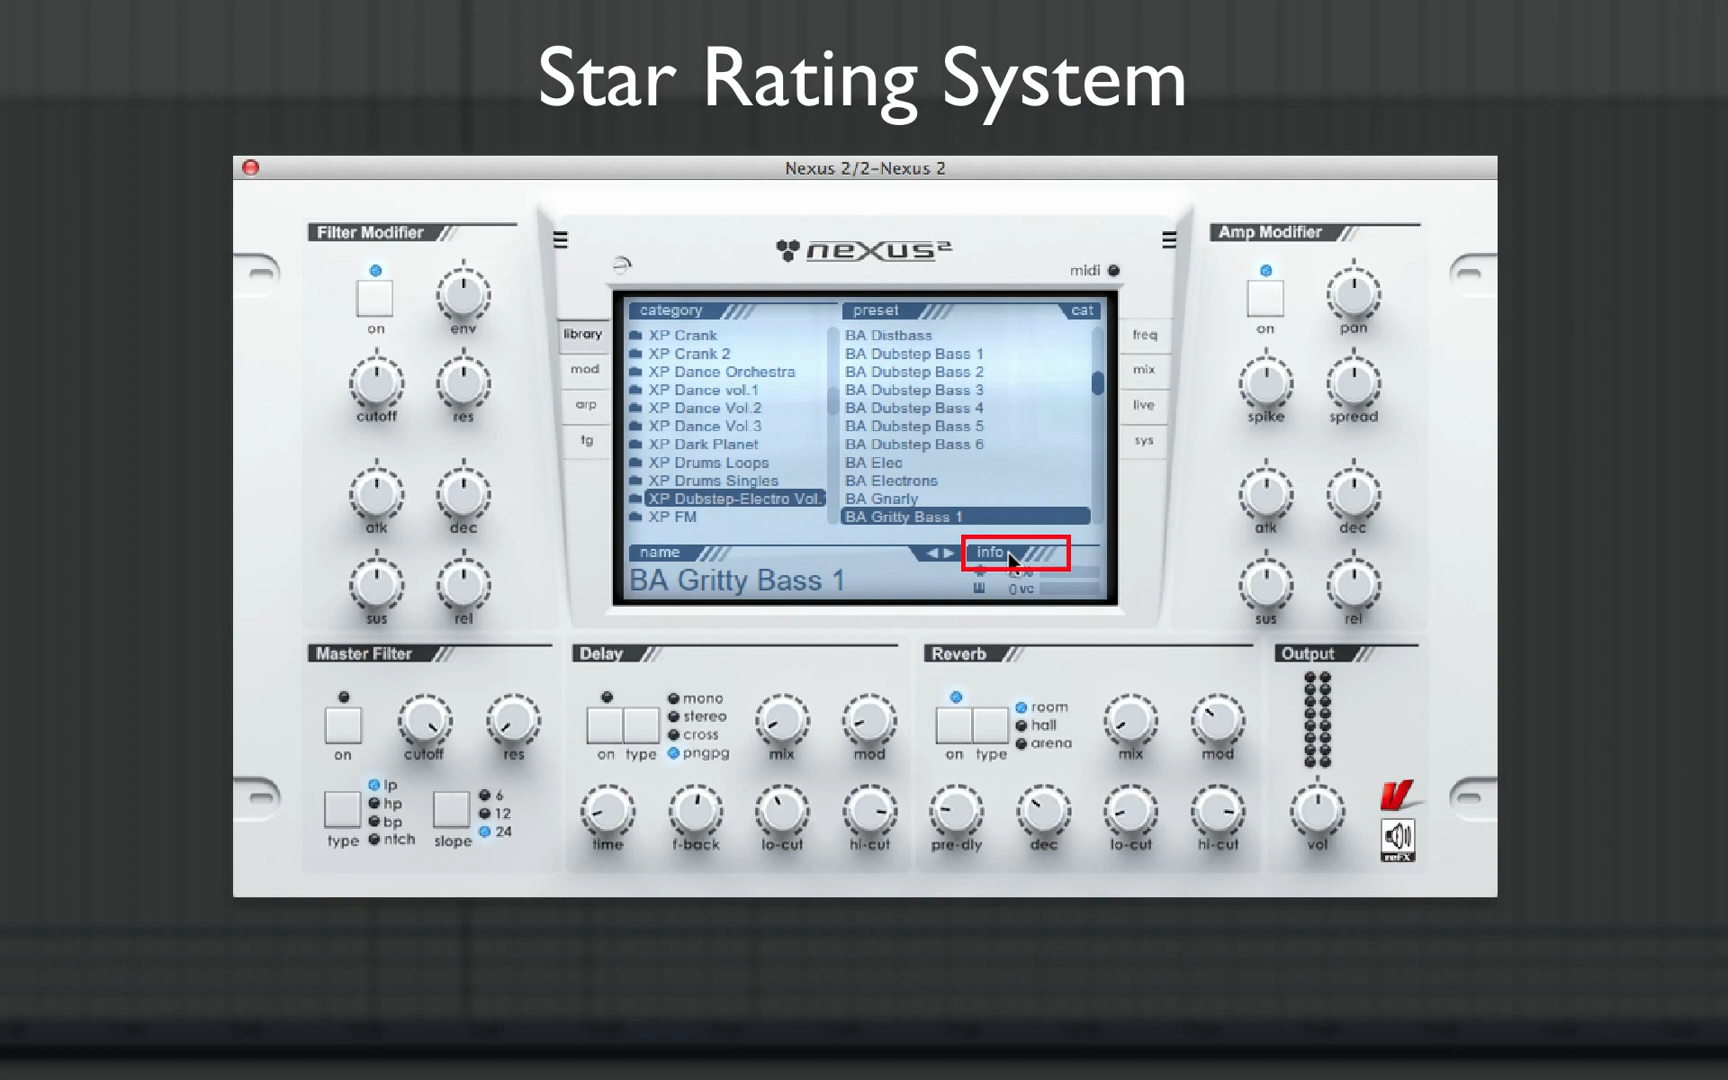 Star Rating System
Nexus 2/2-Nexus 2
Filter Modifier
on
env
cutoff
res
atk
dec
sus
rel
nexus²
midi
library
mod
arp
tg
category
XP Crank
XP Crank 2
XP Dance Orchestra
XP Dance vol.1
XP Dance Vol.2
XP Dance Vol.3
XP Dark Planet
XP Drums Loops
XP Drums Singles
XP Dubstep-Electro Vol.
XP FM
preset
cat
BA Distbass
BA Dubstep Bass 1
BA Dubstep Bass 2
BA Dubstep Bass 3
BA Dubstep Bass 4
BA Dubstep Bass 5
BA Dubstep Bass 6
BA Elec
BA Electrons
BA Gnarly
BA Gritty Bass 1
name
BA Gritty Bass 1
info
0 vc
freq
mix
live
sys
Amp Modifier
on
pan
spike
spread
atk
dec
sus
rel
Master Filter
on
cutoff
res
type
lp
hp
bp
ntch
slope
6
12
24
Delay
on
type
mono
stereo
cross
pngpg
mix
mod
time
f-back
lo-cut
hi-cut
Reverb
on
type
room
hall
arena
mix
mod
pre-dly
dec
lo-cut
hi-cut
Output
vol
reFX